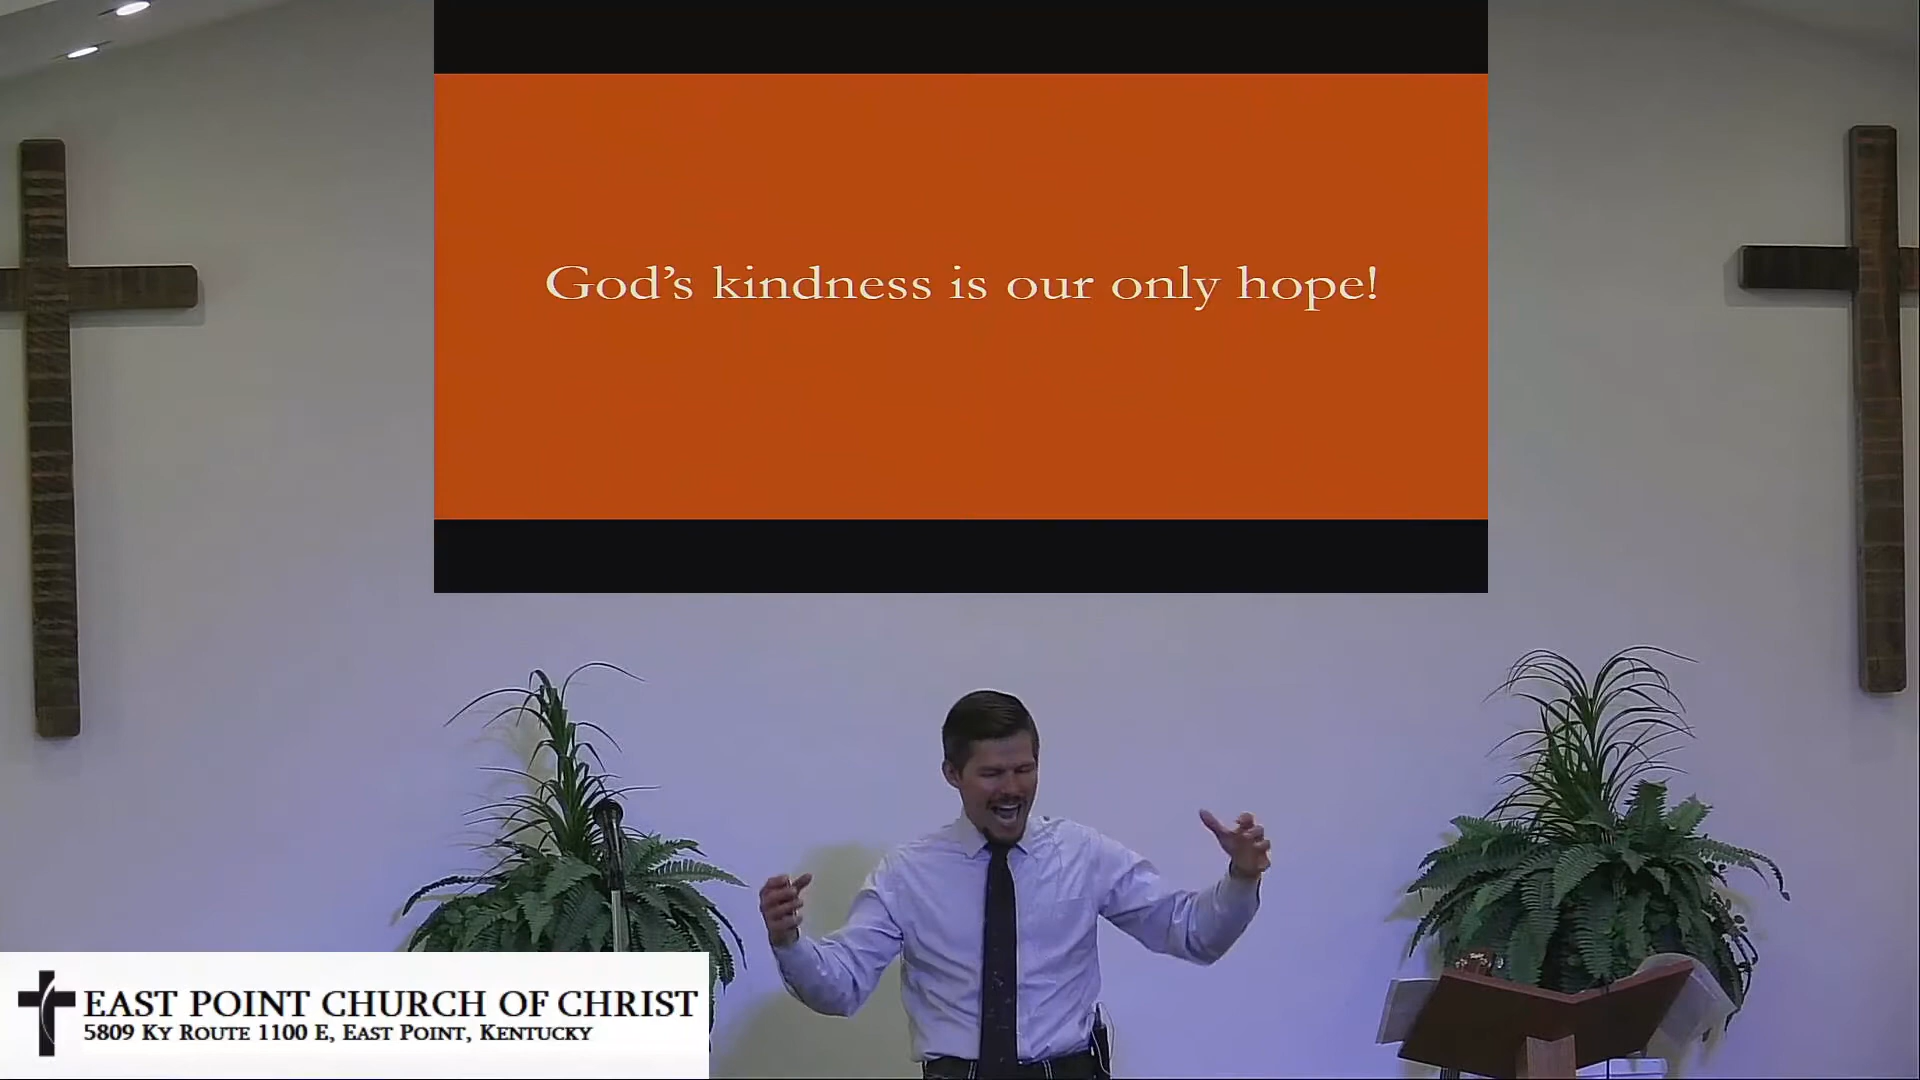 God’s kindness is our only hope!
EAST POINT CHURCH OF CHRIST
5809 KY ROUTE 1100 E, EAST POINT, KENTUCKY